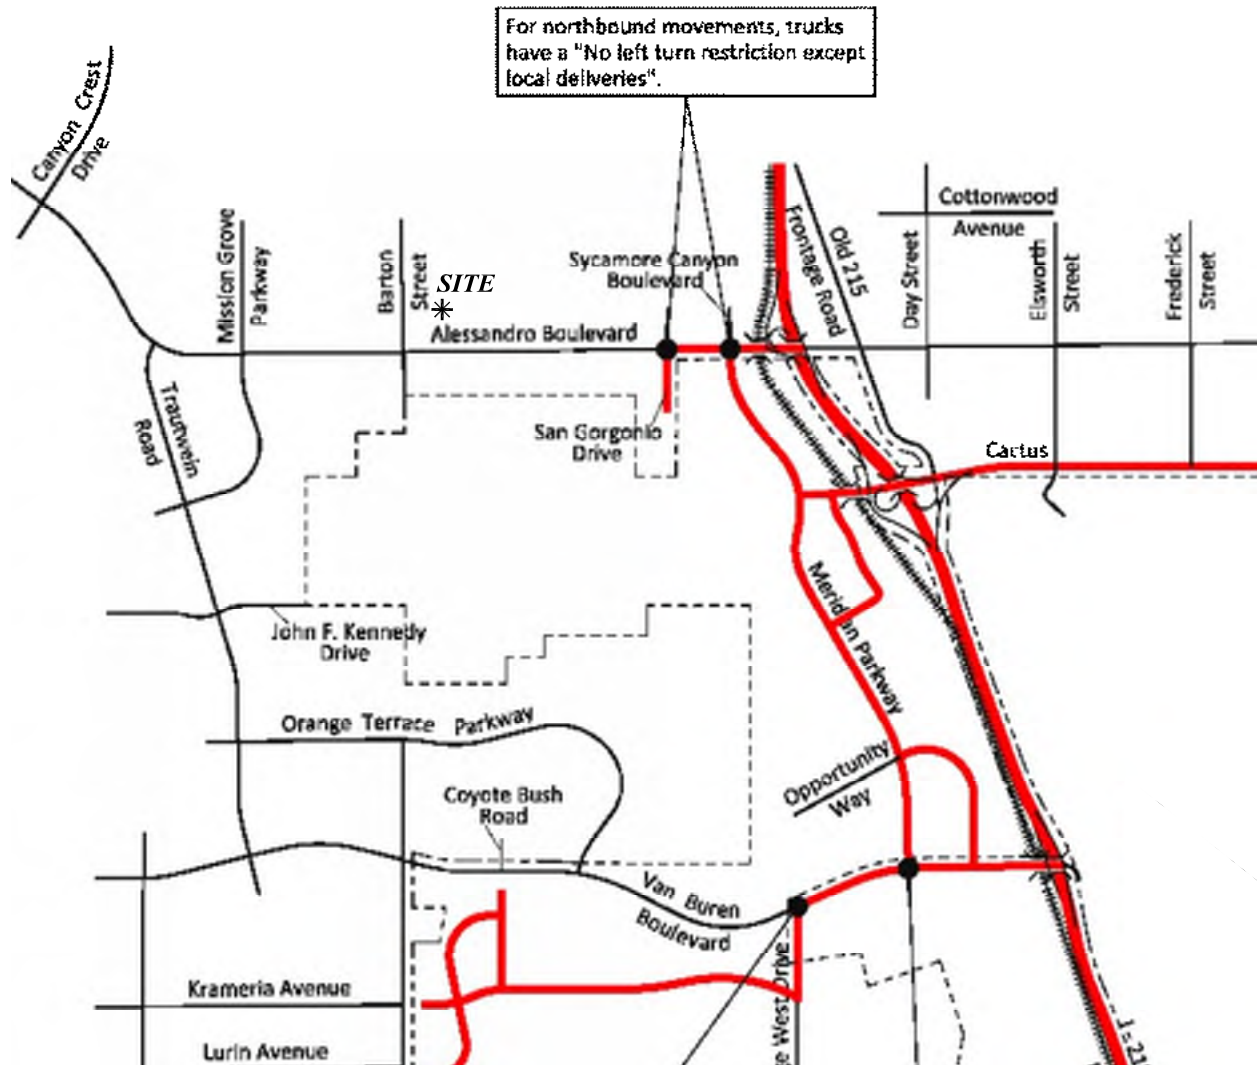 For northbound movements, trucks
have a "No left turn restriction except
local deliveries".
Canyon Crest
Drive
Mission Grove
Parkway
Barton
Street
SITE
Sycamore Canyon
Boulevard
Frontage Road
Old 215
Day Street
Cottonwood
Avenue
Elsworth
Street
Frederick
Street
Alessandro Boulevard
Trautwein
Road
San Gorgonio
Drive
Cactus
Meridian Parkway
John F. Kennedy
Drive
Orange Terrace Parkway
Opportunity
Way
Coyote Bush
Road
Van Buren
Boulevard
Krameria Avenue
e West Drive
Lurin Avenue